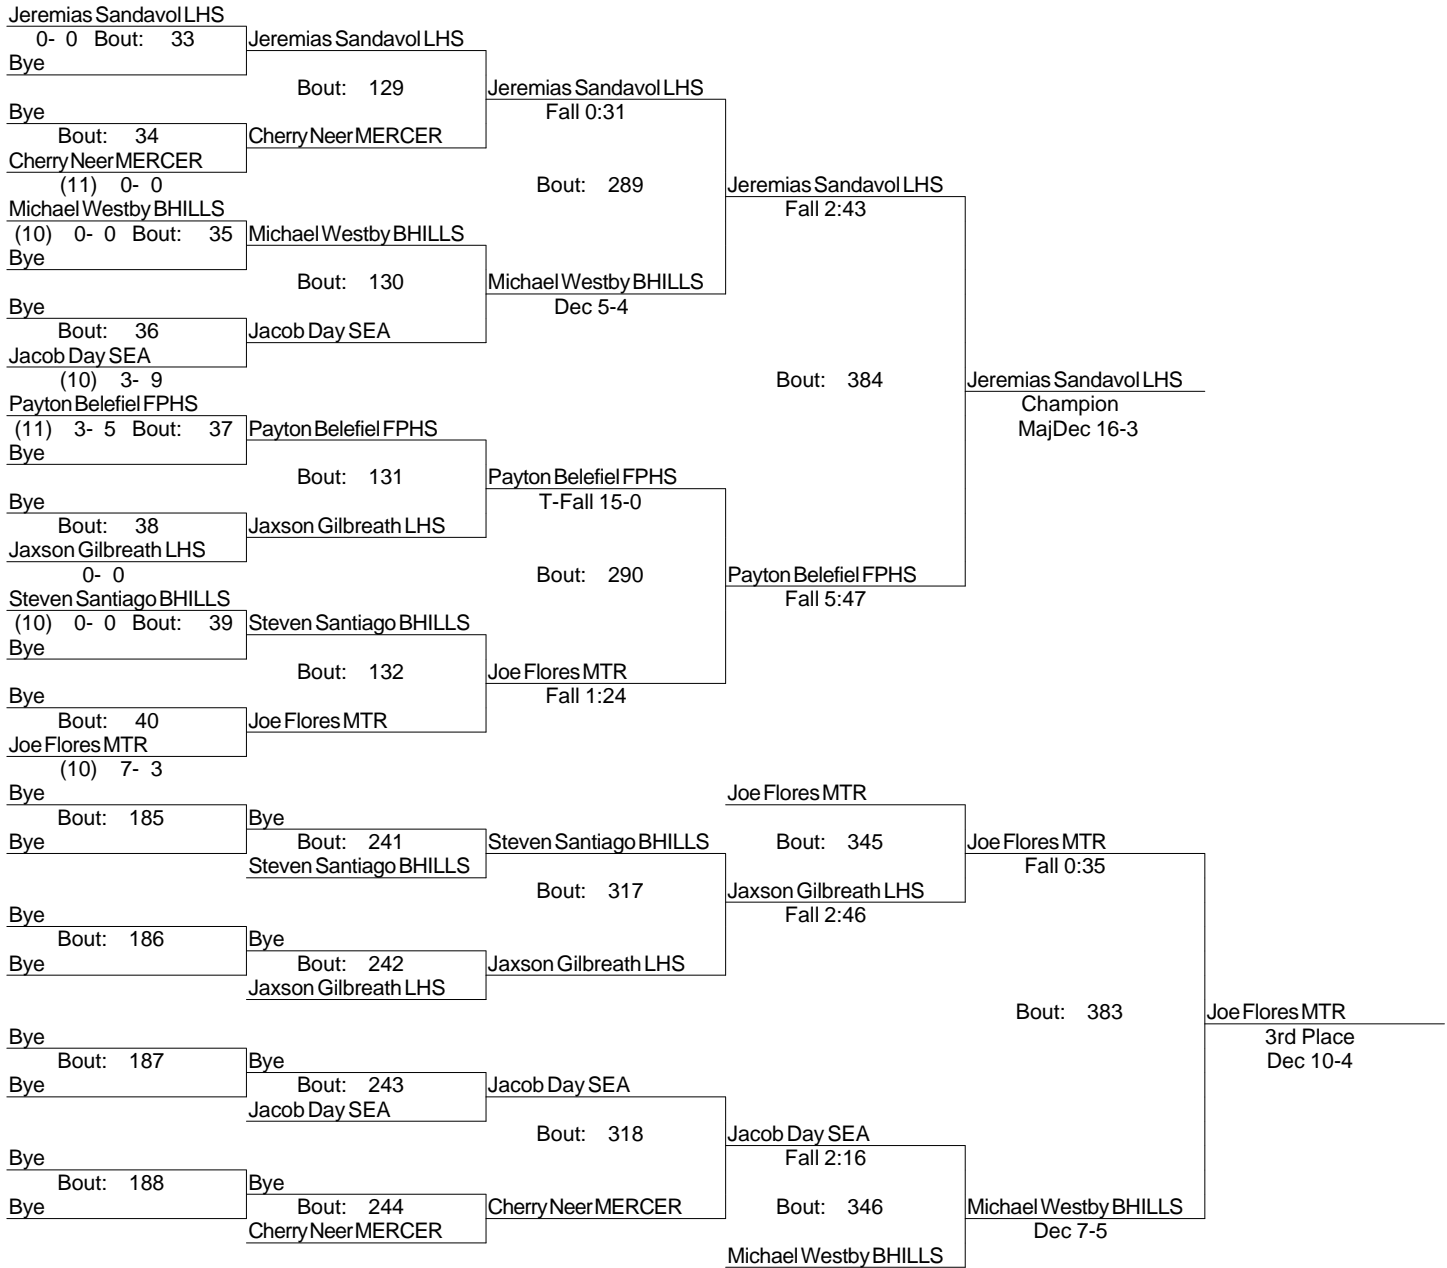 Jeremias Sandavol LHS
0- 0 Bout: 33 Jeremias Sandavol LHS
Bye
Bout: 129 Jeremias Sandavol LHS
Bye Fall 0:31
Bout: 34 Cherry Neer MERCER
Cherry Neer MERCER
(11) 0- 0 Bout: 289 Jeremias Sandavol LHS
Michael Westby BHILLS Fall 2:43
(10) 0- 0 Bout: 35 Michael Westby BHILLS
Bye
Bout: 130 Michael Westby BHILLS
Bye Dec 5-4
Bout: 36 Jacob Day SEA
Jacob Day SEA
(10) 3- 9 Bout: 384 Jeremias Sandavol LHS
Payton Belefiel FPHS Champion
(11) 3- 5 Bout: 37 Payton Belefiel FPHS MajDec 16-3
Bye
Bout: 131 Payton Belefiel FPHS
Bye T-Fall 15-0
Bout: 38 Jaxson Gilbreath LHS
Jaxson Gilbreath LHS
0- 0 Bout: 290 Payton Belefiel FPHS
Steven Santiago BHILLS Fall 5:47
(10) 0- 0 Bout: 39 Steven Santiago BHILLS
Bye
Bout: 132 Joe Flores MTR
Bye Fall 1:24
Bout: 40 Joe Flores MTR
Joe Flores MTR
(10) 7- 3
Bye Joe Flores MTR
Bout: 185 Bye
Bye Bout: 241 Steven Santiago BHILLS Bout: 345 Joe Flores MTR
Steven Santiago BHILLS Fall 0:35
Bout: 317 Jaxson Gilbreath LHS
Bye Fall 2:46
Bout: 186 Bye
Bye Bout: 242 Jaxson Gilbreath LHS
Jaxson Gilbreath LHS
Bout: 383 Joe Flores MTR
Bye 3rd Place
Bout: 187 Bye Dec 10-4
Bye Bout: 243 Jacob Day SEA
Jacob Day SEA
Bout: 318 Jacob Day SEA
Bye Fall 2:16
Bout: 188 Bye
Bye Bout: 244 Cherry Neer MERCER Bout: 346 Michael Westby BHILLS
Cherry Neer MERCER Dec 7-5
Michael Westby BHILLS